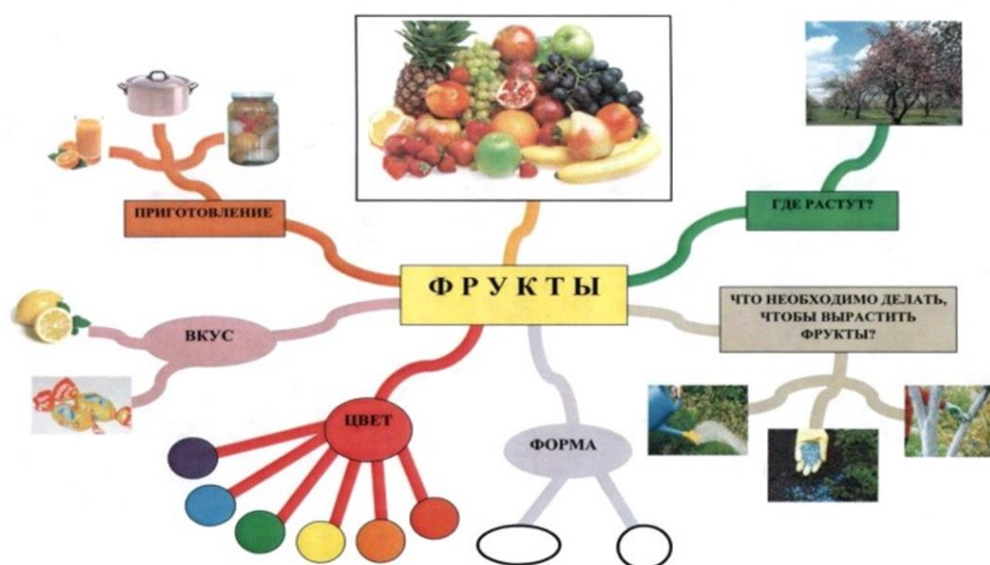 ПРИГОТОВЛЕНИЕ
ГДЕ РАСТУТ?
ФРУКТЫ
ЧТО НЕОБХОДИМО ДЕЛАТЬ,
ЧТОБЫ ВЫРАСТИТЬ
ФРУКТЫ?
ВКУС
ЦВЕТ
ФОРМА